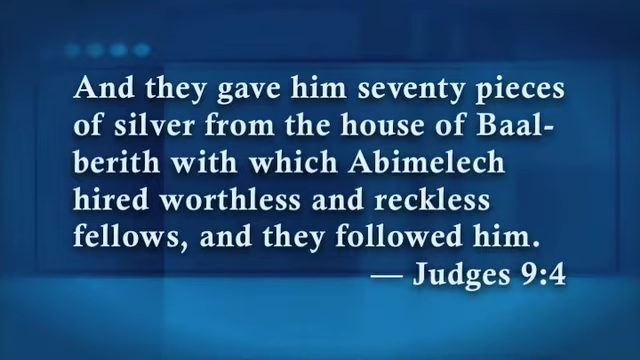 And they gave him seventy pieces
of silver from the house of Baal-
berith with which Abimelech
hired worthless and reckless
fellows, and they followed him.
— Judges 9:4